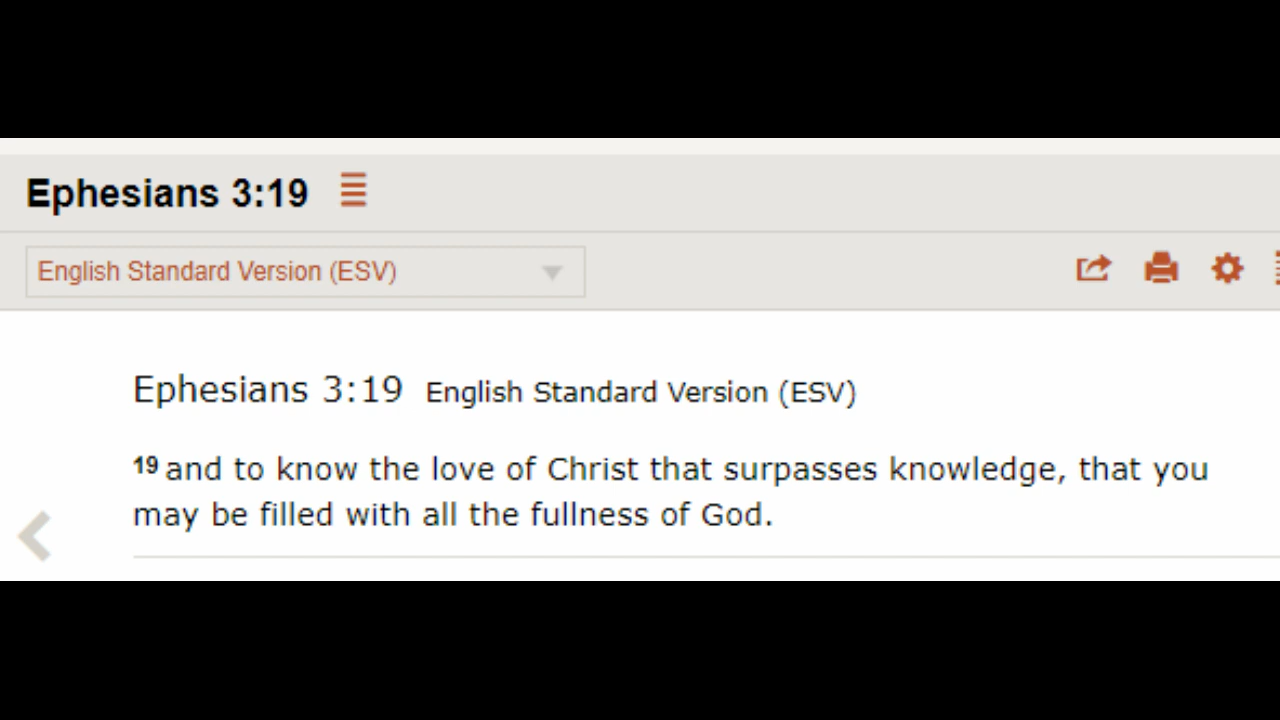 Ephesians 3:19
English Standard Version (ESV)
Ephesians 3:19 English Standard Version (ESV)
19 and to know the love of Christ that surpasses knowledge, that you
may be filled with all the fullness of God.